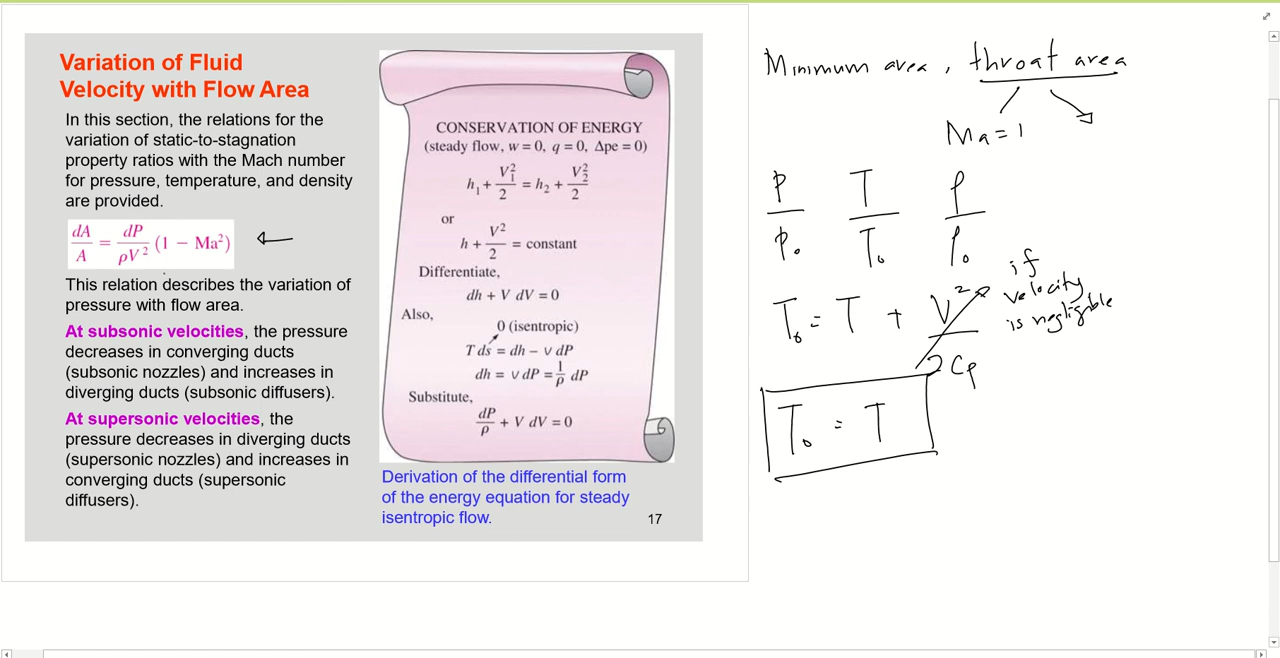 Variation of Fluid
Velocity with Flow Area
In this section, the relations for the
variation of static-to-stagnation
property ratios with the Mach number
for pressure, temperature, and density
are provided.
dA/A = dP/ρV² (1 − Ma²)
This relation describes the variation of
pressure with flow area.
At subsonic velocities, the pressure
decreases in converging ducts
(subsonic nozzles) and increases in
diverging ducts (subsonic diffusers).
At supersonic velocities, the
pressure decreases in diverging ducts
(supersonic nozzles) and increases in
converging ducts (supersonic
diffusers).
CONSERVATION OF ENERGY
(steady flow, w = 0, q = 0, Δpe = 0)
h₁ + V₁²/2 = h₂ + V₂²/2
or
h + V²/2 = constant
Differentiate,
dh + V dV = 0
Also,
0 (isentropic)
T ds = dh − v dP
dh = v dP = 1/ρ dP
Substitute,
dP/ρ + V dV = 0
Derivation of the differential form
of the energy equation for steady
isentropic flow.
17
Minimum area, throat area
Ma = 1
P/P₀ T/T₀ ρ/ρ₀
T₀ = T + V²/2Cp
if
velocity
is negligible
T₀ = T